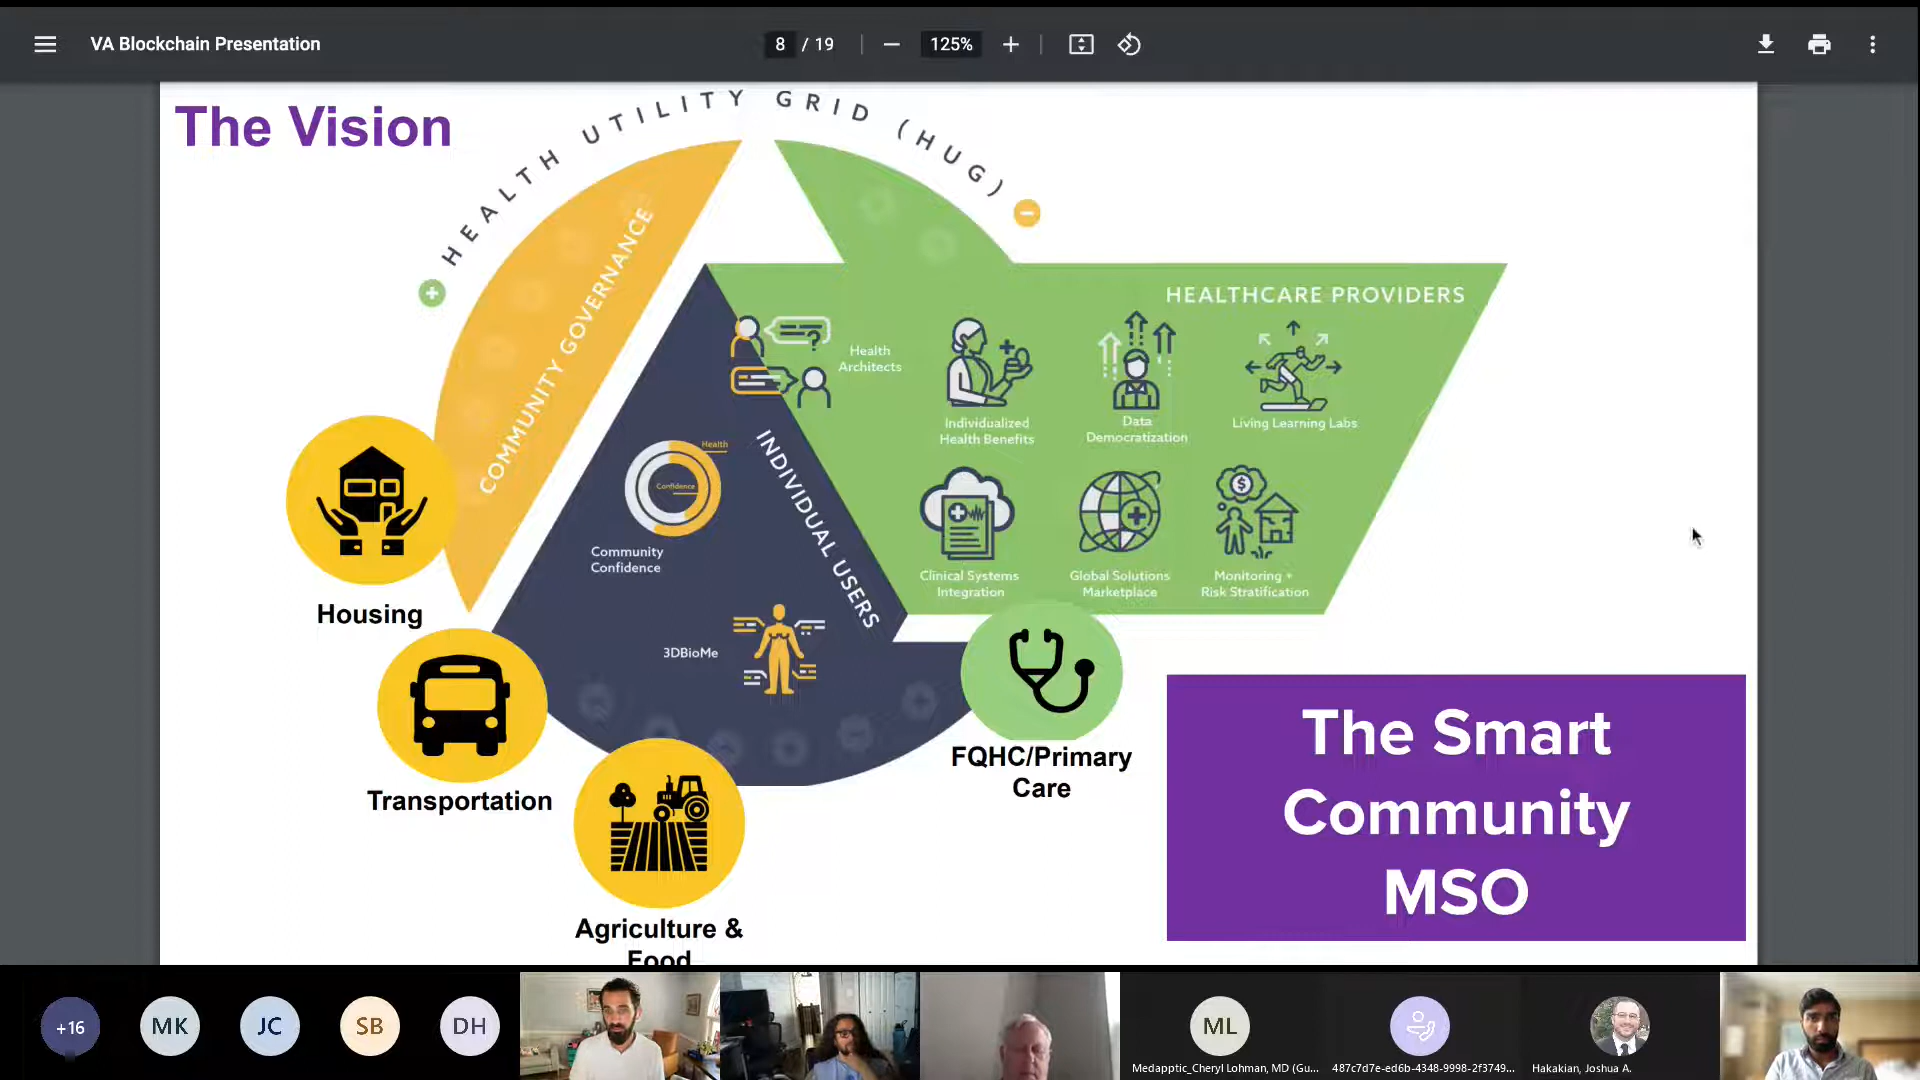 VA Blockchain Presentation
8 / 19
125%
The Vision
HEALTH UTILITY GRID (HUG)
COMMUNITY GOVERNANCE
HEALTHCARE PROVIDERS
Health
Architects
Individualized
Health Benefits
Data
Democratization
Living Learning Labs
Health
Confidence
Community
Confidence
INDIVIDUAL USERS
Clinical Systems
Integration
Global Solutions
Marketplace
Monitoring +
Risk Stratification
3DBioMe
Housing
Transportation
Agriculture &
Food
FQHC/Primary
Care
The Smart
Community
MSO
+16
MK
JC
SB
DH
ML
Medapptic_Cheryl Lohman, MD (Gu...
487c7d7e-ed6b-4348-9998-2f3749...
Hakakian, Joshua A.